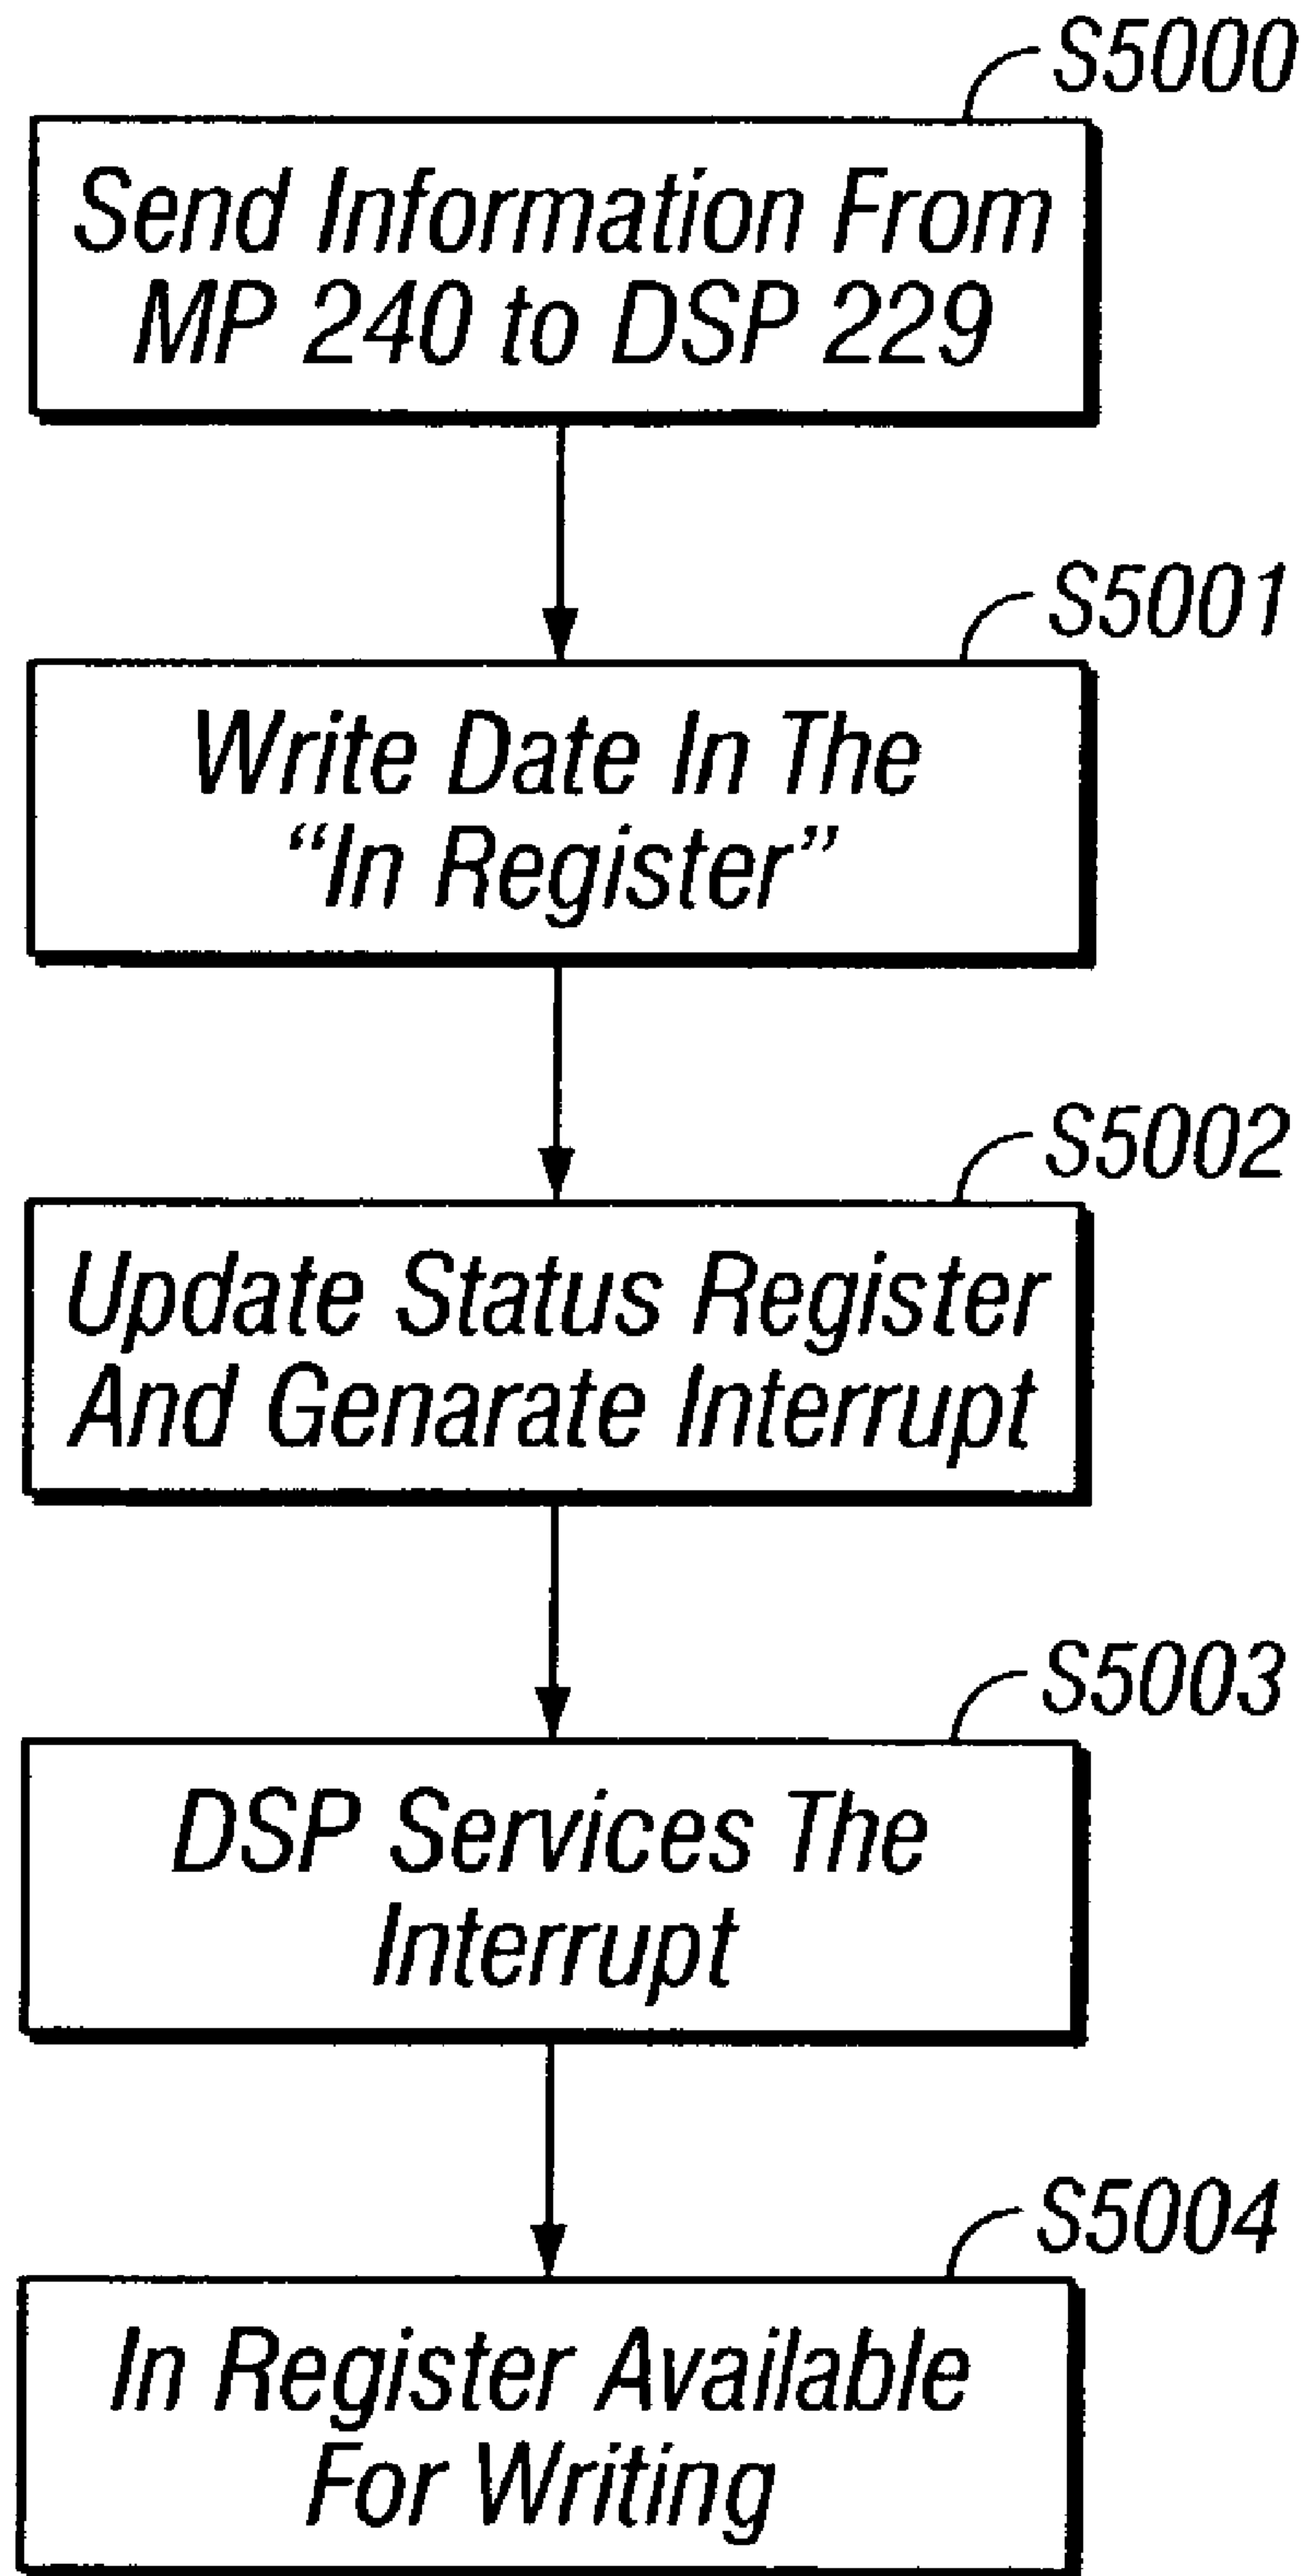 S5000
Send Information From
MP 240 to DSP 229
S5001
Write Date In The
“In Register”
S5002
Update Status Register
And Genarate Interrupt
S5003
DSP Services The
Interrupt
S5004
In Register Available
For Writing